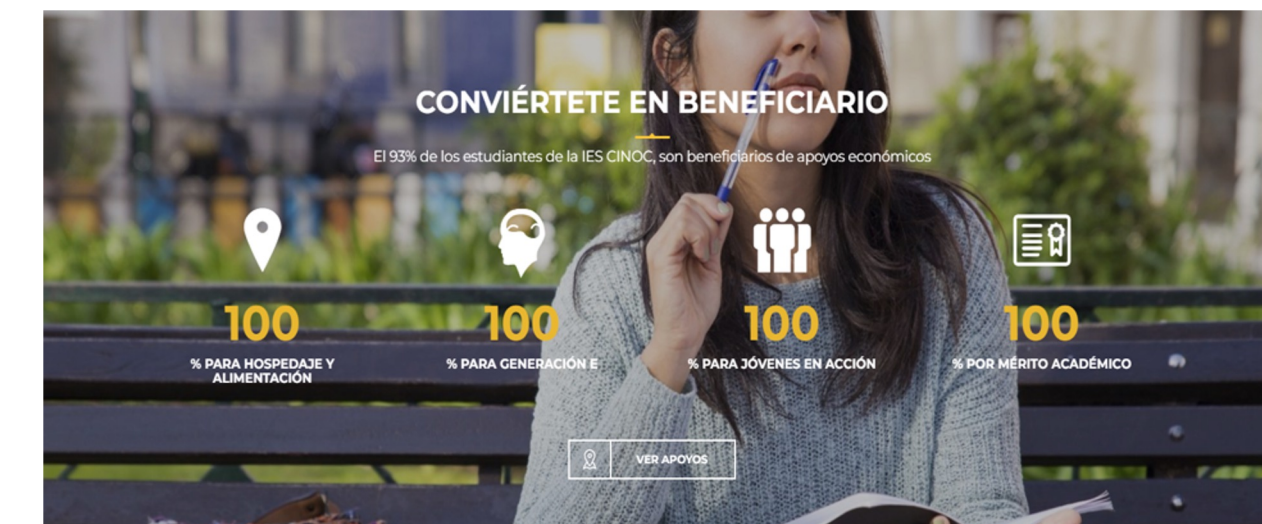 CONVIÉRTETE EN BENEFICIARIO
El 93% de los estudiantes de la IES CINOC, son beneficiarios de apoyos económicos
100
% PARA HOSPEDAJE Y
ALIMENTACIÓN
100
% PARA GENERACIÓN E
100
% PARA JÓVENES EN ACCIÓN
100
% POR MÉRITO ACADÉMICO
VER APOYOS